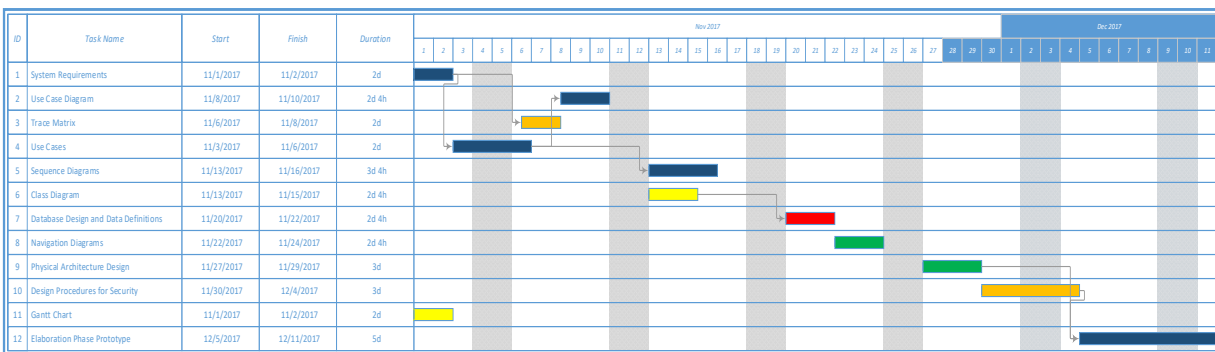 ID Task Name Start Finish Duration Nov 2017 Dec 2017
1 2 3 4 5 6 7 8 9 10 11 12 13 14 15 16 17 18 19 20 21 22 23 24 25 26 27 28 29 30 1 2 3 4 5 6 7 8 9 10 11
1 System Requirements 11/1/2017 11/2/2017 2d
2 Use Case Diagram 11/8/2017 11/10/2017 2d 4h
3 Trace Matrix 11/6/2017 11/8/2017 2d
4 Use Cases 11/3/2017 11/6/2017 2d
5 Sequence Diagrams 11/13/2017 11/16/2017 3d 4h
6 Class Diagram 11/13/2017 11/15/2017 2d 4h
7 Database Design and Data Definitions 11/20/2017 11/22/2017 2d 4h
8 Navigation Diagrams 11/22/2017 11/24/2017 2d 4h
9 Physical Architecture Design 11/27/2017 11/29/2017 3d
10 Design Procedures for Security 11/30/2017 12/4/2017 3d
11 Gantt Chart 11/1/2017 11/2/2017 2d
12 Elaboration Phase Prototype 12/5/2017 12/11/2017 5d